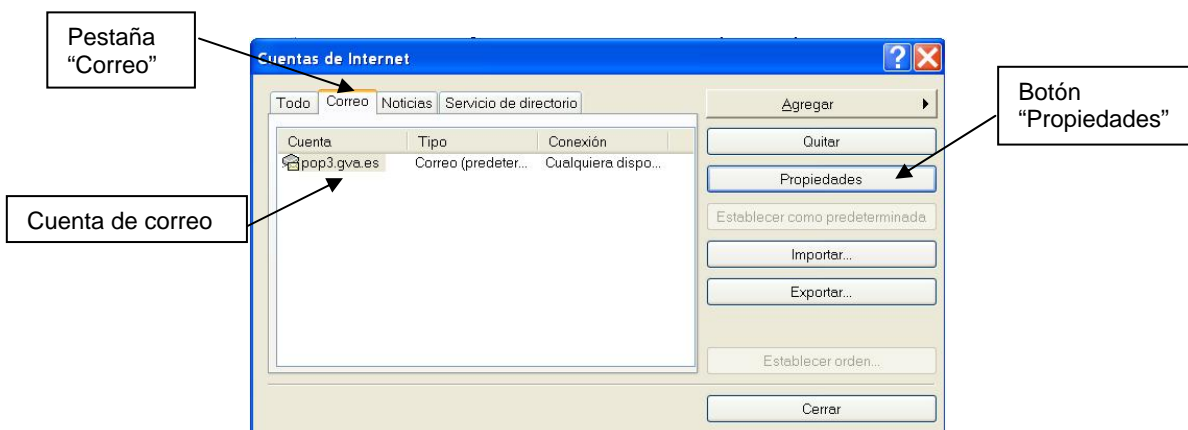 Pestaña
“Correo”
Cuentas de Internet
Botón
“Propiedades”
Todo Correo Noticias Servicio de directorio
Agregar
Cuenta Tipo Conexión
Quitar
pop3.gva.es Correo (predeter... Cualquiera dispo...
Propiedades
Cuenta de correo
Establecer como predeterminada
Importar...
Exportar...
Establecer orden...
Cerrar